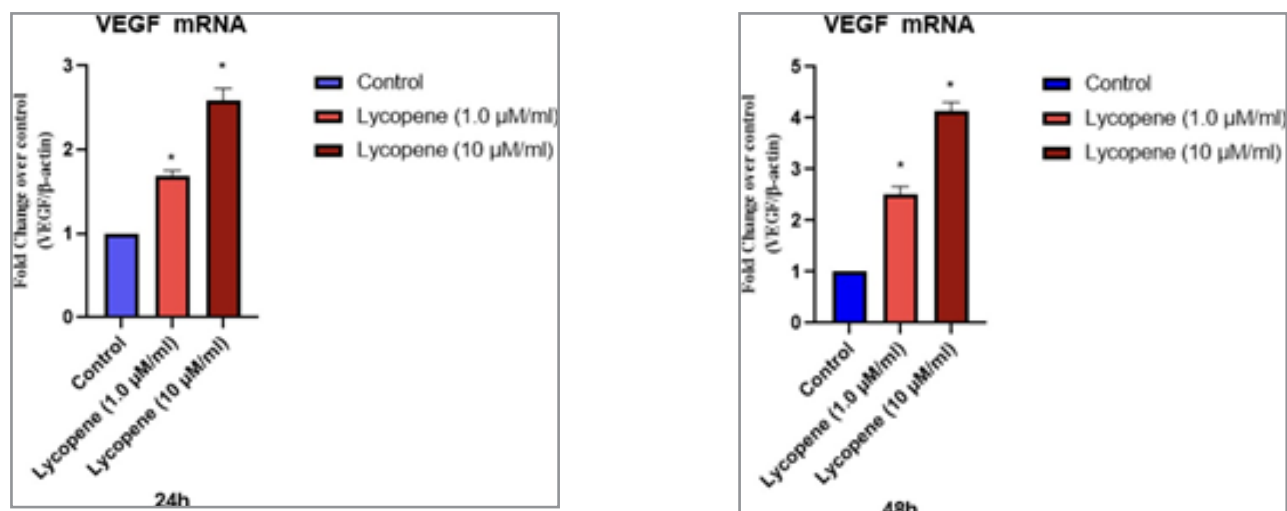 VEGF mRNA
Fold Change over control
(VEGF/β-actin)
3
2
1
0
Control
Lycopene (1.0 µM/ml)
Lycopene (10 µM/ml)
*
*
Control
Lycopene (1.0 µM/ml)
Lycopene (10 µM/ml)
24h
VEGF mRNA
Fold Change over control
(VEGF/β-actin)
5
4
3
2
1
0
Control
Lycopene (1.0 µM/ml)
Lycopene (10 µM/ml)
*
*
Control
Lycopene (1.0 µM/ml)
Lycopene (10 µM/ml)
48h